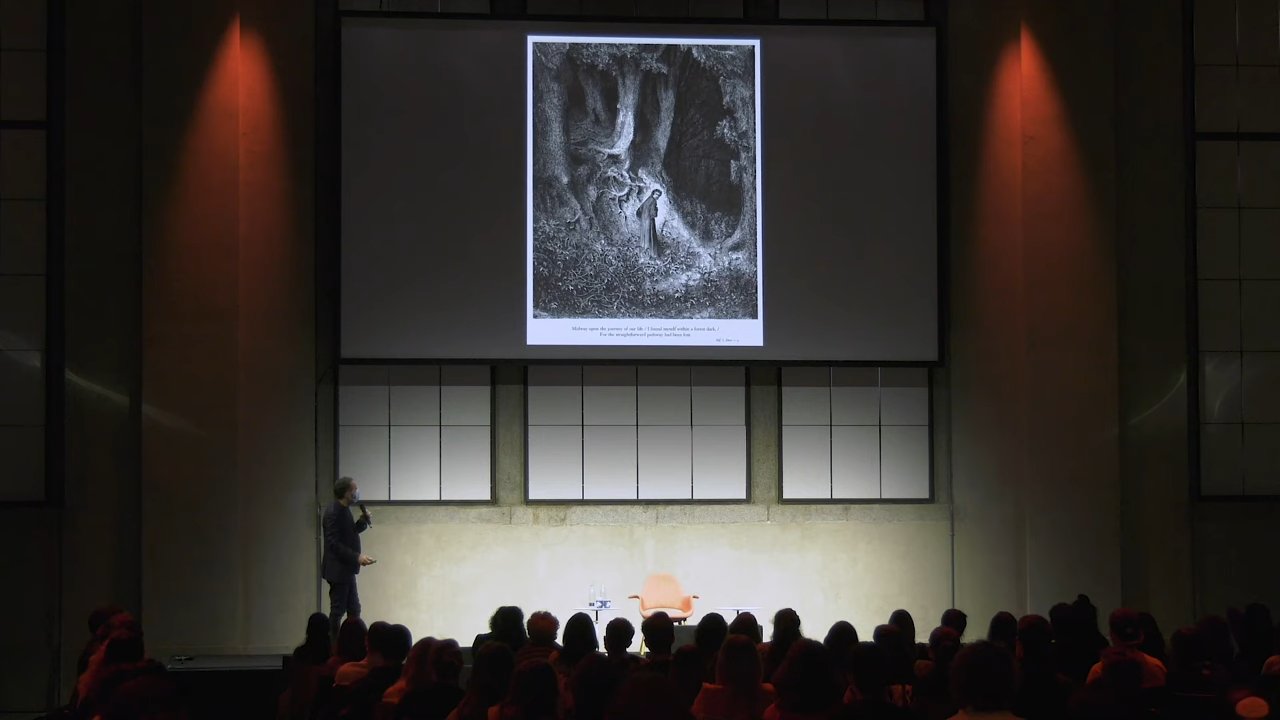 Midway upon the journey of our life / I found myself within a forest dark, /
For the straightforward pathway had been lost.